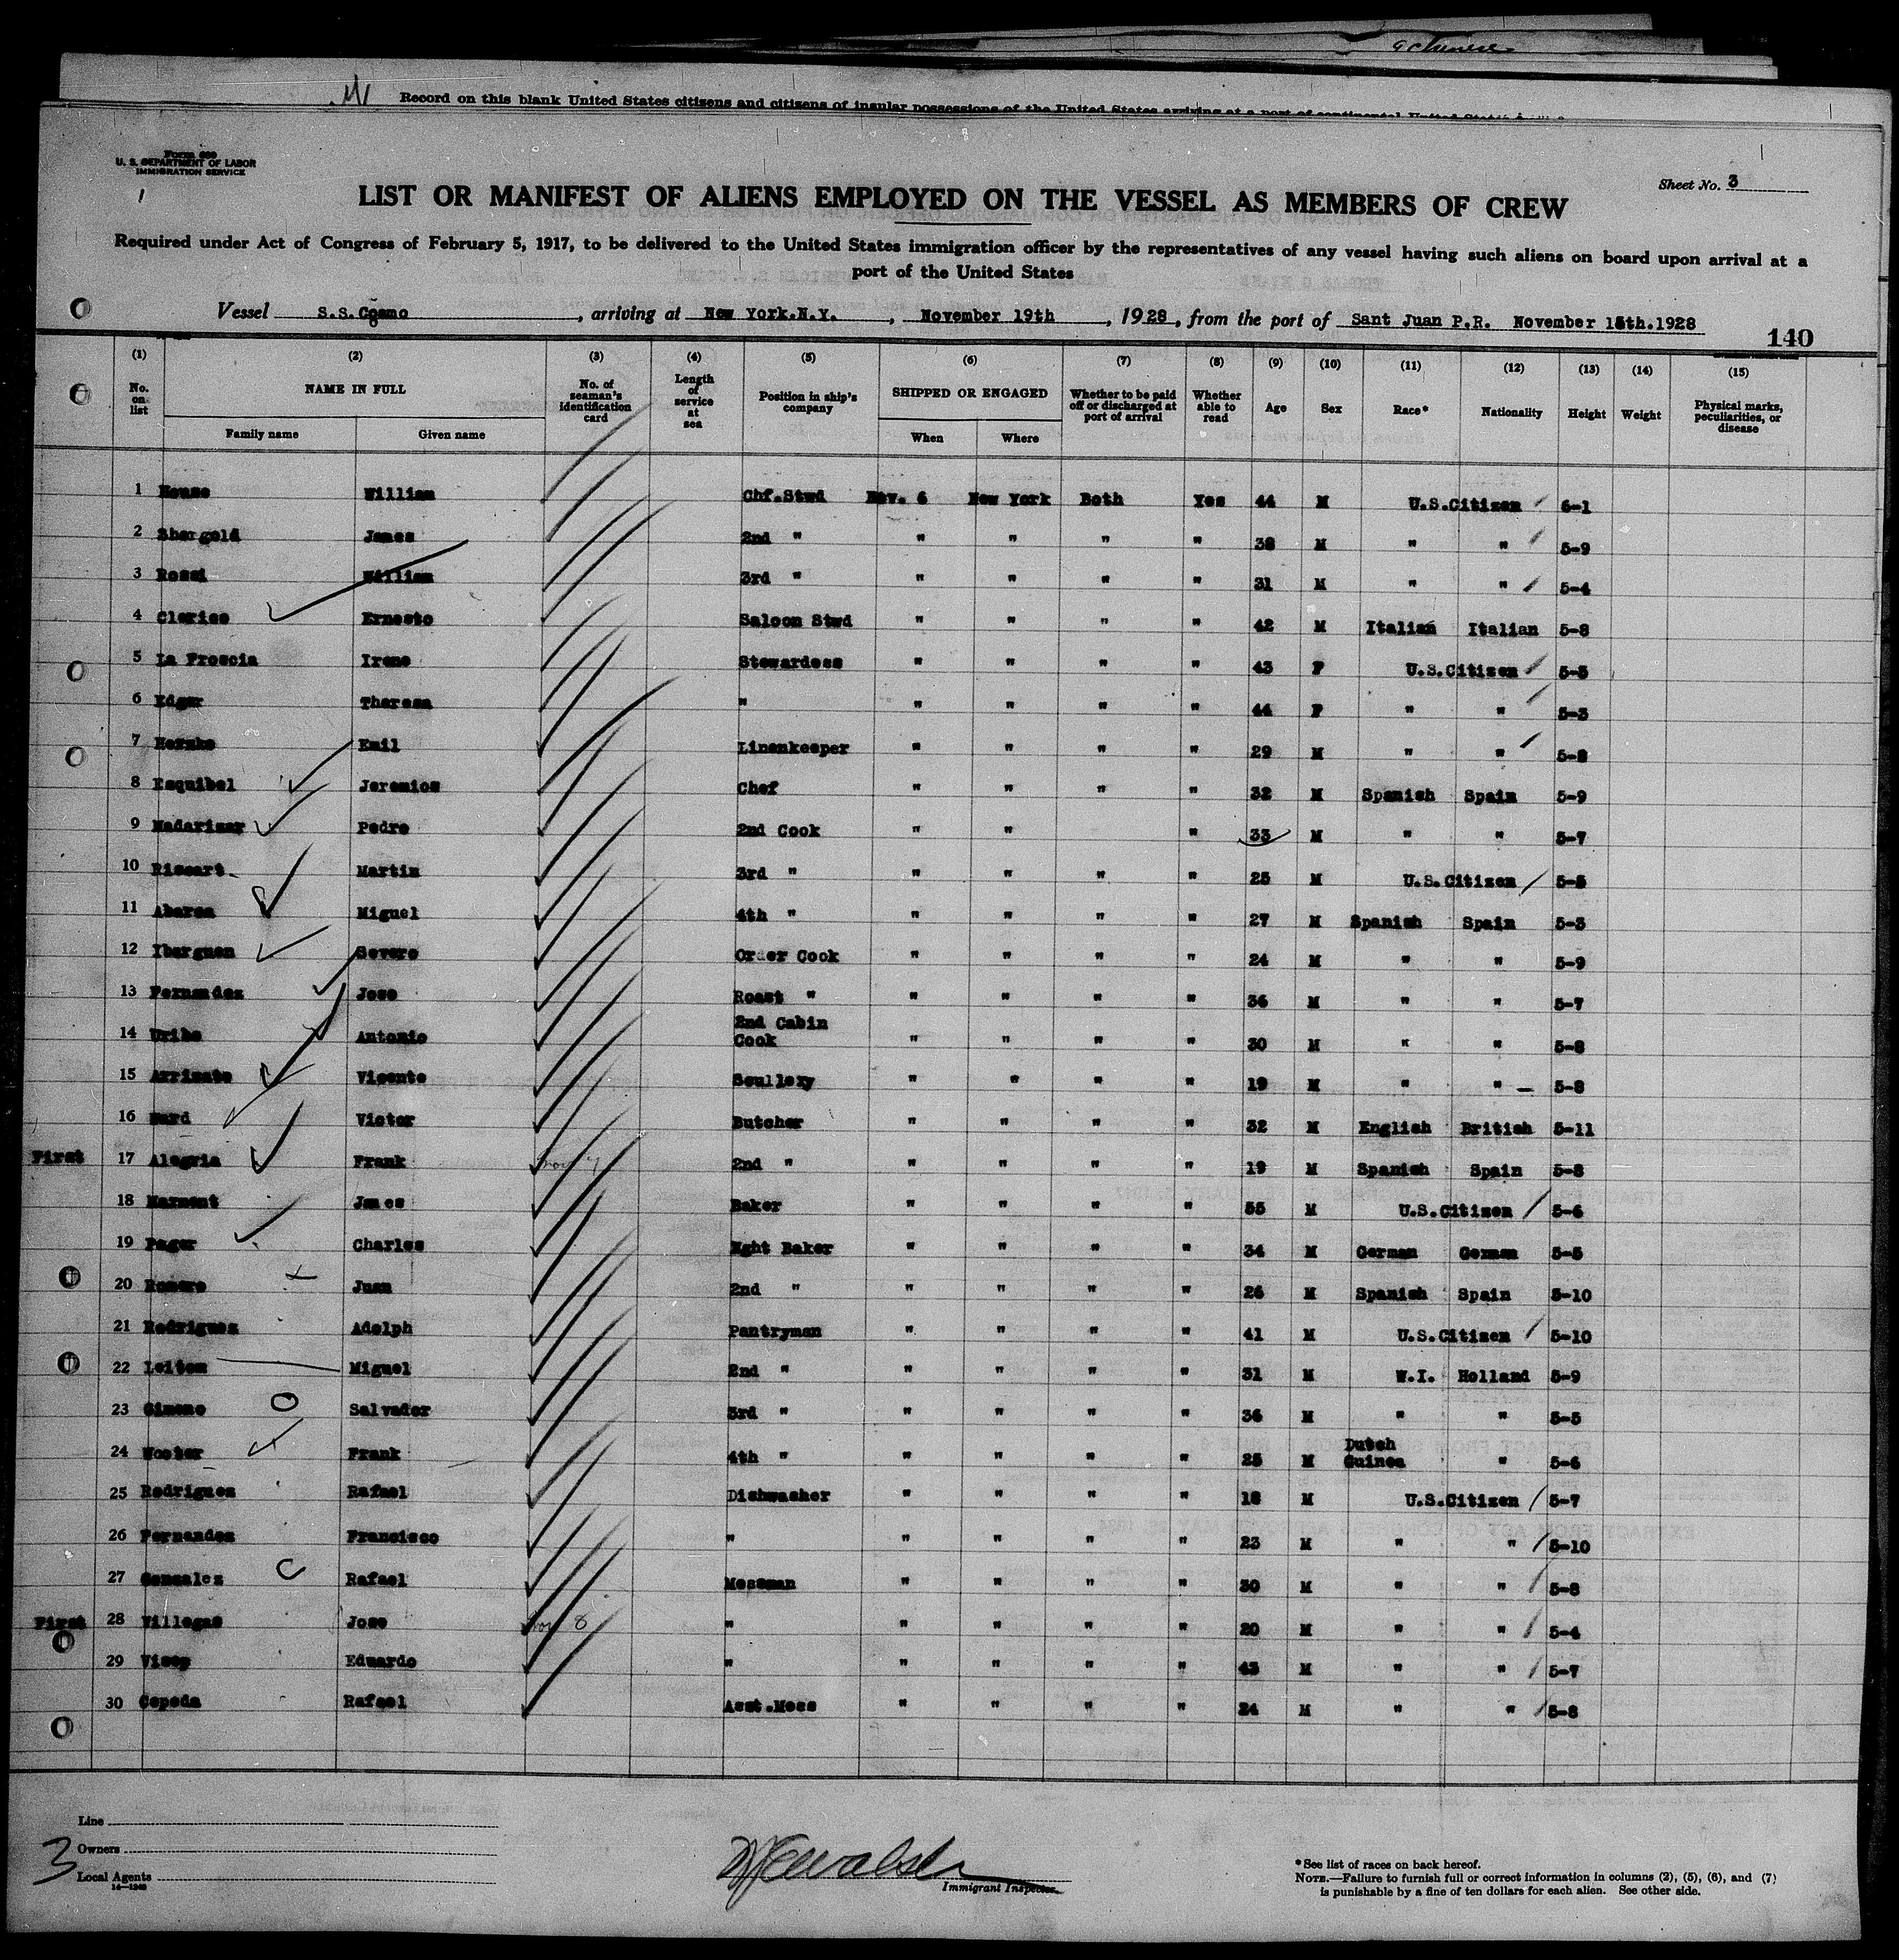 Record on this blank United States citizens and citizens of insular possessions of the United States arriving at a port of continental United States
Form 689
U. S. DEPARTMENT OF LABOR
IMMIGRATION SERVICE
Sheet No. 3
LIST OR MANIFEST OF ALIENS EMPLOYED ON THE VESSEL AS MEMBERS OF CREW
Required under Act of Congress of February 5, 1917, to be delivered to the United States immigration officer by the representatives of any vessel having such aliens on board upon arrival at a
port of the United States
Vessel S.S.Coamo, arriving at New York.N.Y., November 19th, 1928, from the port of Sant Juan P.R. November 15th.1928
140
(1) (2) (3) (4) (5) (6) (7) (8) (9) (10) (11) (12) (13) (14) (15)
No. on list NAME IN FULL No. of seaman's identification card Length of service at sea Position in ship's company SHIPPED OR ENGAGED Whether to be paid off or discharged at port of arrival Whether able to read Age Sex Race* Nationality Height Weight Physical marks, peculiarities, or disease
Family name Given name When Where
1 House William Chf.Stwd Nov. 6 New York Both Yes 44 M U.S.Citizen 6-1
2 Shergold James 2nd " " " " " 38 M " " 5-9
3 Rossi William 3rd " " " " " 31 M " " 5-4
4 Clerico Ernesto Saloon Stwd " " " " 42 M Italian Italian 5-8
5 La Froscia Irene Stewardess " " " " 43 F U.S.Citizen 5-5
6 Edgar Theresa " " " " " 44 F " " 5-3
7 Emil Linenkeeper " " " " 29 M " " 5-8
8 Esquibel Jeremios Chef " " " " 32 M Spanish Spain 5-9
9 Madariaga Pedro 2nd Cook " " " 33 M " " 5-7
10 Martin 3rd " " " " " 25 M U.S.Citizen 5-5
11 Abaroa Miguel 4th " " " " " 27 M Spanish Spain 5-3
12 Ibarguen Severo Order Cook " " " " 24 M " " 5-9
13 Fernandez Jose Roast " " " " " 36 M " " 5-7
14 Uribe Antonio 2nd Cabin Cook " " " " 30 M " " 5-8
15 Vicente Scullery " " " " 19 M " " 5-8
16 Ward Victor Butcher " " " " 32 M English British 5-11
First 17 Alegria Frank Nov 7 2nd " " " " " 19 M Spanish Spain 5-8
18 Marmont James Baker " " " " 55 M U.S.Citizen 5-6
19 Pager Charles Nght Baker " " " " 34 M German German 5-5
20 Romero Juan 2nd " " " " " 26 M Spanish Spain 5-10
21 Rodriguez Adolph Pantryman " " " " 41 M U.S.Citizen 5-10
22 Leitom Miguel 2nd " " " " " 31 M W.I. Holland 5-9
23 Gimeno Salvador 3rd " " " " " 36 M " " 5-5
24 Frank 4th " " " " " 25 M Dutch Guinea " 5-6
25 Rodriguez Rafael Dishwasher " " " " 18 M U.S.Citizen 5-7
26 Fernandez Francisco " " " " " 23 M " " 5-10
27 Gonzalez Rafael Messman " " " " 30 M " " 5-8
First 28 Villegas Jose Nov 8 " " " " " 20 M " " 5-4
29 Eduardo " " " " " 43 M " " 5-7
30 Cepeda Rafael Asst.Mess " " " " 24 M " " 5-8
Line
3
Owners
Local Agents
14—1240
Immigrant Inspector.
*See list of races on back hereof.
NOTE.—Failure to furnish full or correct information in columns (2), (5), (6), and (7)
is punishable by a fine of ten dollars for each alien. See other side.